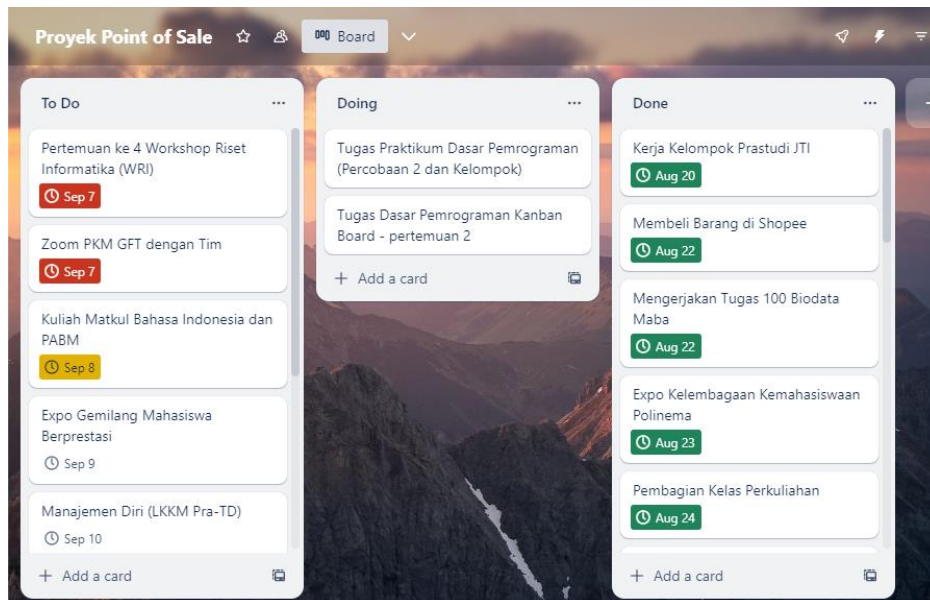 Proyek Point of Sale
Board
To Do
Pertemuan ke 4 Workshop Riset
Informatika (WRI)
Sep 7
Zoom PKM GFT dengan Tim
Sep 7
Kuliah Matkul Bahasa Indonesia dan
PABM
Sep 8
Expo Gemilang Mahasiswa
Berprestasi
Sep 9
Manajemen Diri (LKKM Pra-TD)
Sep 10
+ Add a card
Doing
Tugas Praktikum Dasar Pemrograman
(Percobaan 2 dan Kelompok)
Tugas Dasar Pemrograman Kanban
Board - pertemuan 2
+ Add a card
Done
Kerja Kelompok Prastudi JTI
Aug 20
Membeli Barang di Shopee
Aug 22
Mengerjakan Tugas 100 Biodata
Maba
Aug 22
Expo Kelembagaan Kemahasiswaan
Polinema
Aug 23
Pembagian Kelas Perkuliahan
Aug 24
+ Add a card